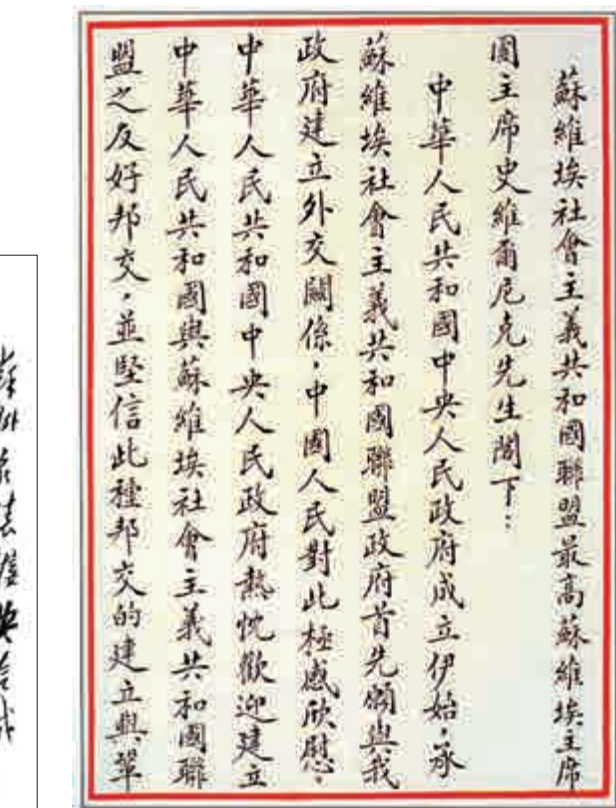 蘇維埃社會主義共和國聯盟最高蘇維埃主席
團主席史維爾尼克先生閣下：
中華人民共和國中央人民政府成立伊始，承
蘇維埃社會主義共和國聯盟政府首先願與我
政府建立外交關係，中國人民對此極感欣慰。
中華人民共和國中央人民政府熱忱歡迎建立
中華人民共和國與蘇維埃社會主義共和國聯
盟之友好邦交，並堅信此種邦交的建立與鞏